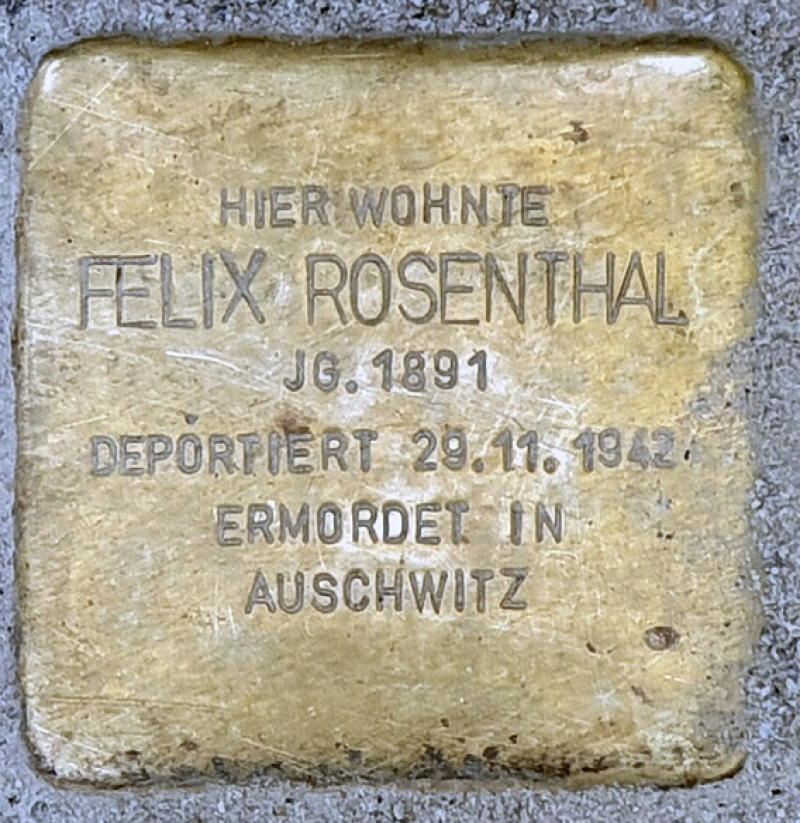 HIER WOHNTE
FELIX ROSENTHAL
JG. 1891
DEPORTIERT 29.11.1942
ERMORDET IN
AUSCHWITZ